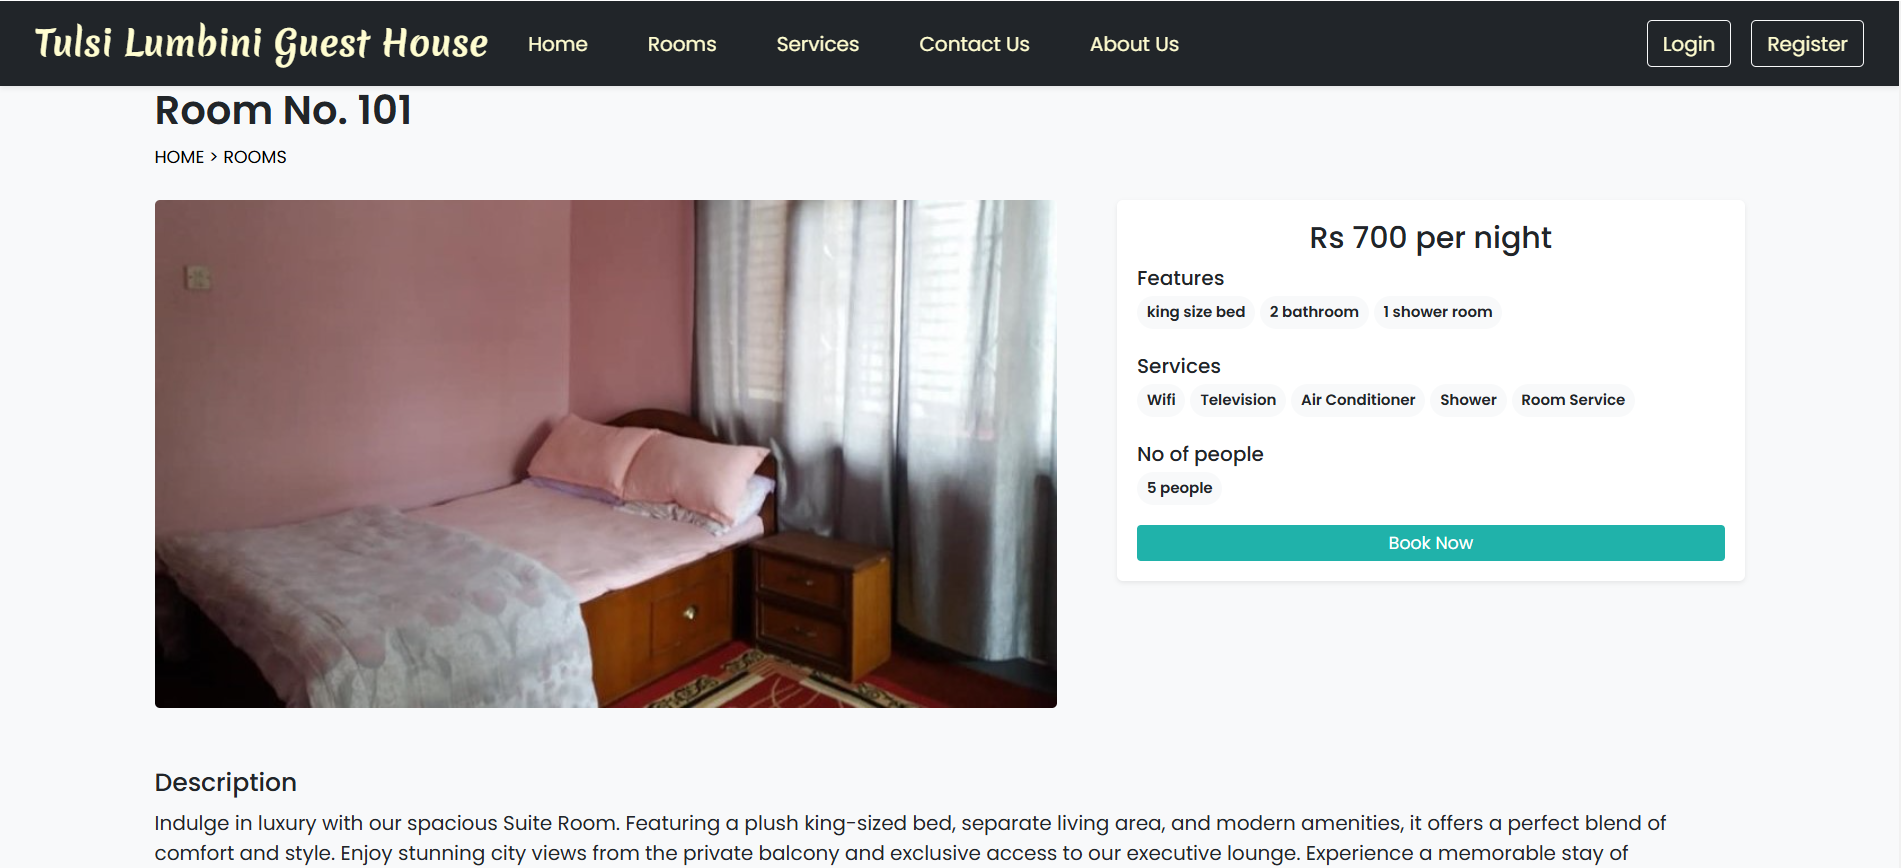 Tulsi Lumbini Guest House Home Rooms Services Contact Us About Us Login Register
Room No. 101
HOME > ROOMS
Rs 700 per night
Features
king size bed 2 bathroom 1 shower room
Services
Wifi Television Air Conditioner Shower Room Service
No of people
5 people
Book Now
Description
Indulge in luxury with our spacious Suite Room. Featuring a plush king-sized bed, separate living area, and modern amenities, it offers a perfect blend of
comfort and style. Enjoy stunning city views from the private balcony and exclusive access to our executive lounge. Experience a memorable stay of